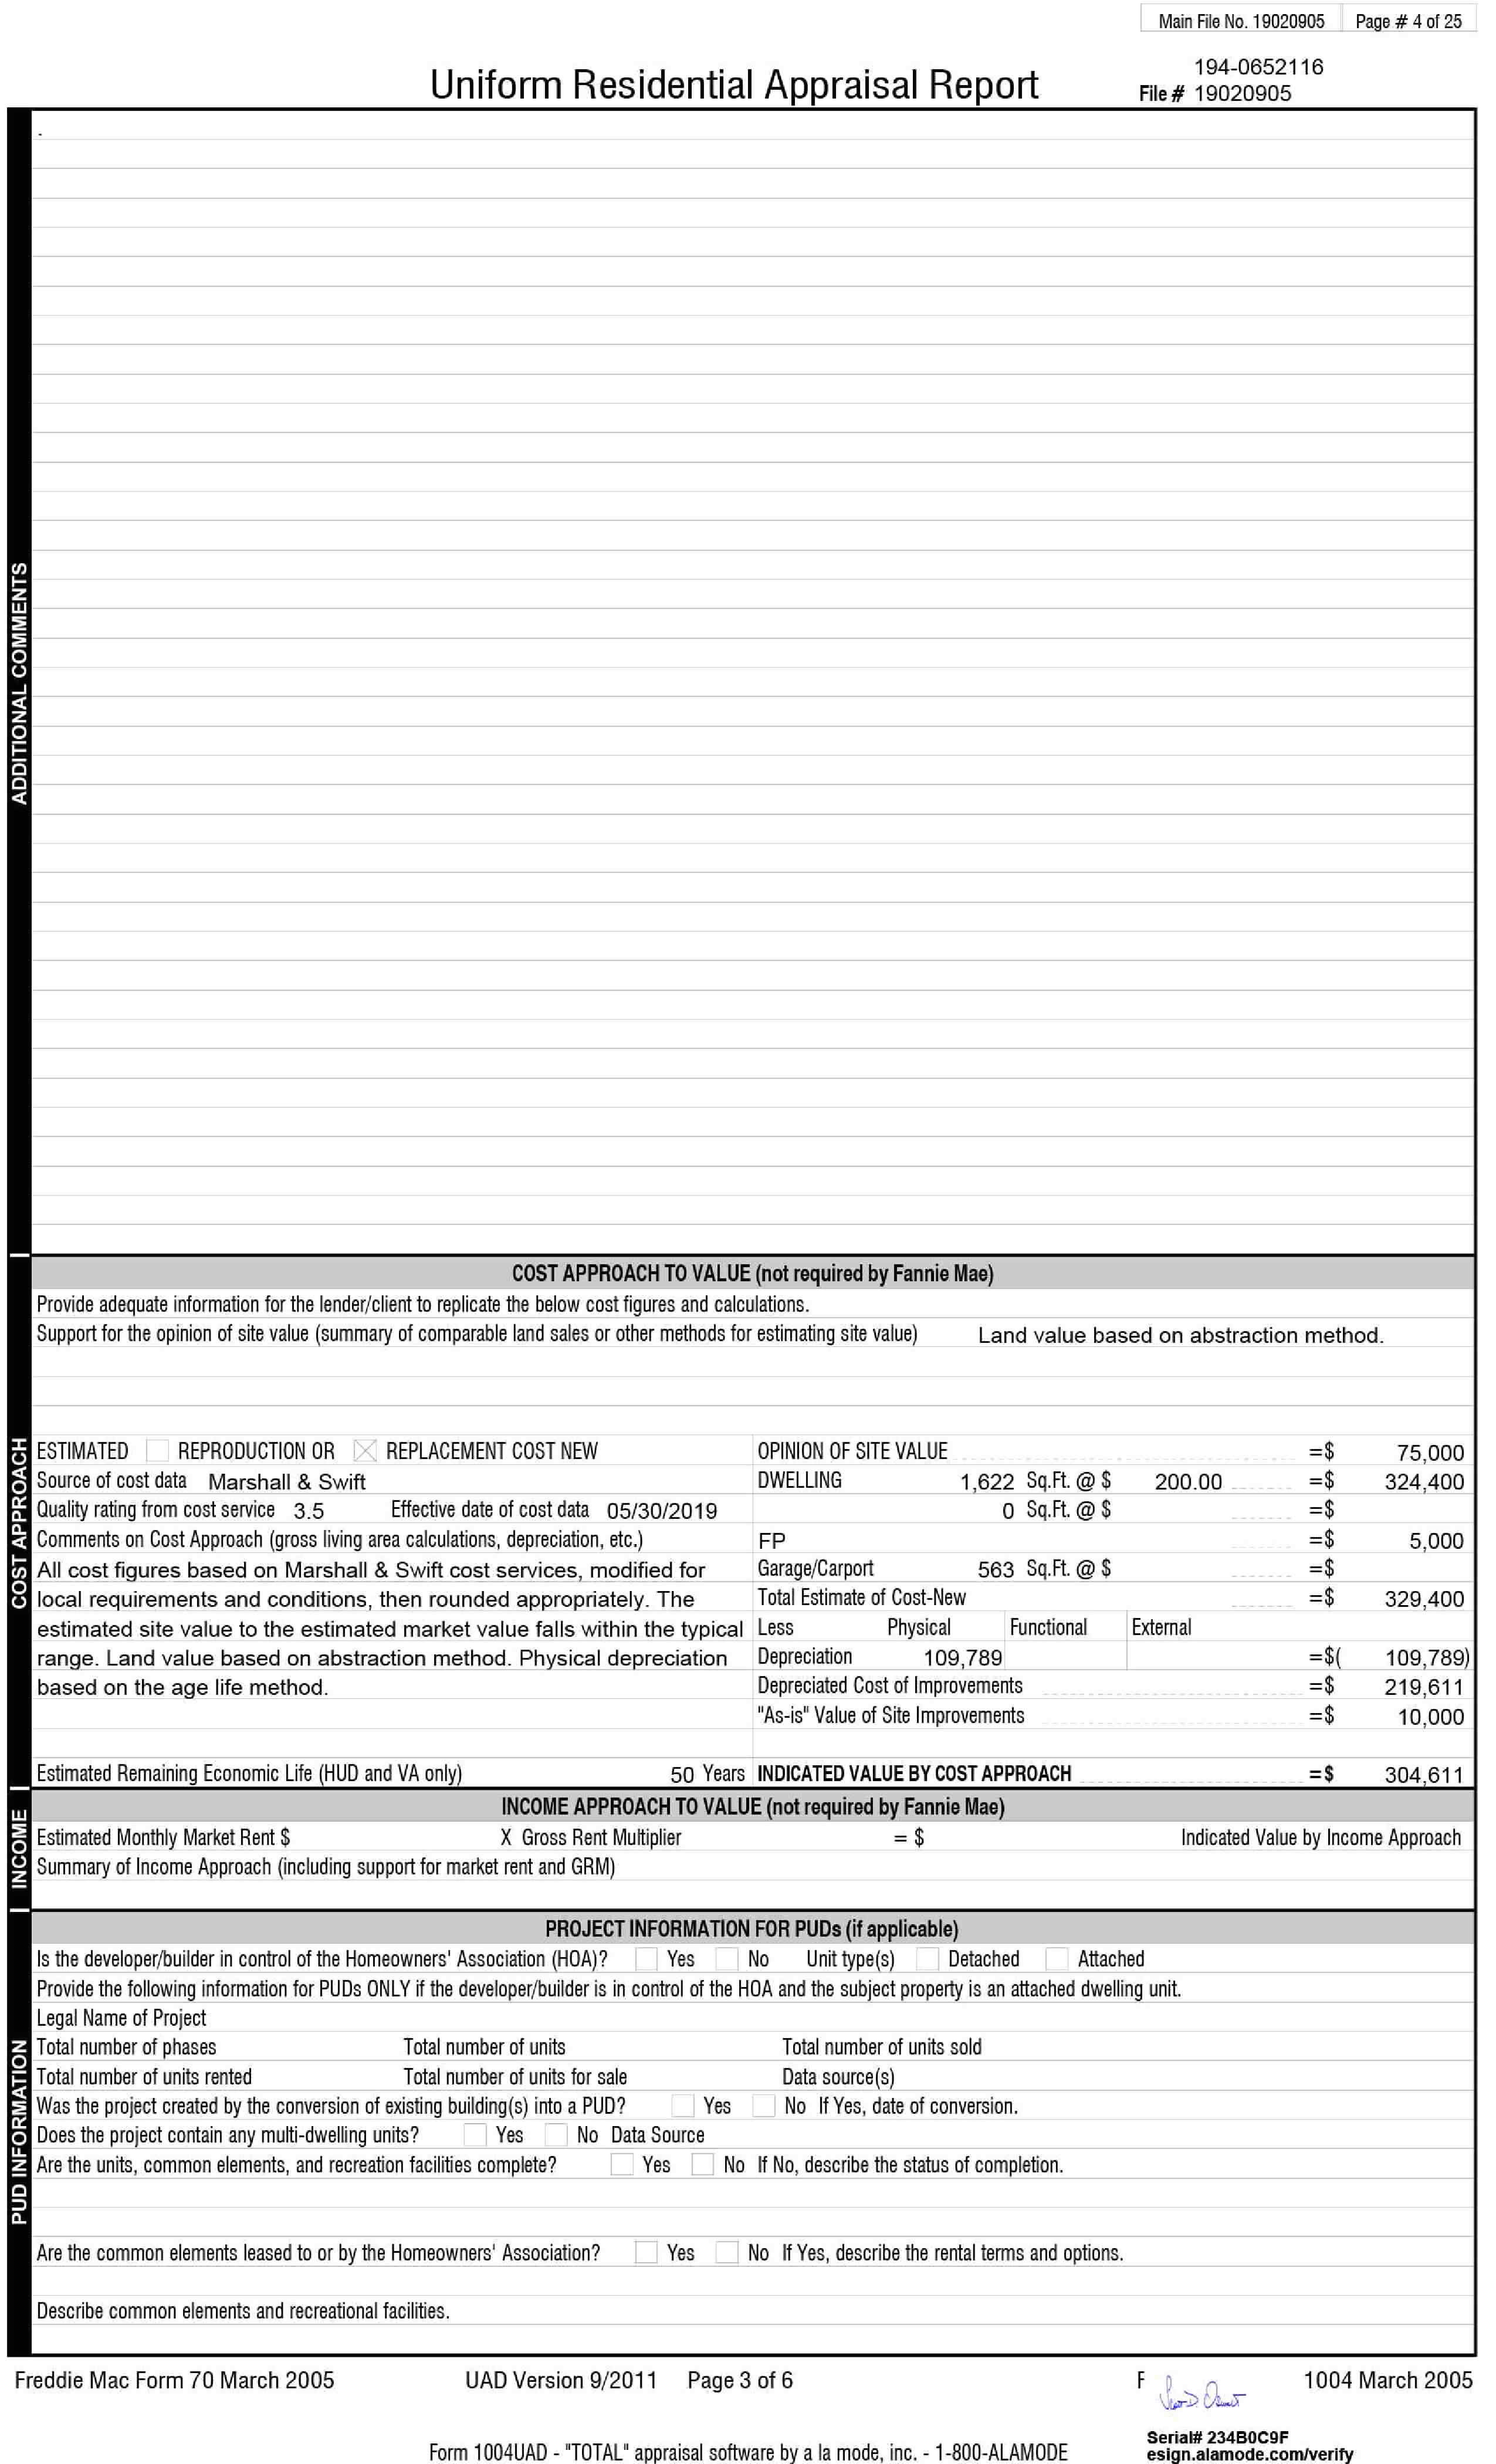 Main File No. 19020905 Page # 4 of 25
194-0652116
Uniform Residential Appraisal Report File # 19020905
.
ADDITIONAL COMMENTS
COST APPROACH TO VALUE (not required by Fannie Mae)
Provide adequate information for the lender/client to replicate the below cost figures and calculations.
Support for the opinion of site value (summary of comparable land sales or other methods for estimating site value) Land value based on abstraction method.
COST APPROACH
ESTIMATED REPRODUCTION OR REPLACEMENT COST NEW OPINION OF SITE VALUE =$ 75,000
Source of cost data Marshall & Swift DWELLING 1,622 Sq.Ft. @ $ 200.00 =$ 324,400
Quality rating from cost service 3.5 Effective date of cost data 05/30/2019 0 Sq.Ft. @ $ =$
Comments on Cost Approach (gross living area calculations, depreciation, etc.) FP =$ 5,000
All cost figures based on Marshall & Swift cost services, modified for Garage/Carport 563 Sq.Ft. @ $ =$
local requirements and conditions, then rounded appropriately. The Total Estimate of Cost-New =$ 329,400
estimated site value to the estimated market value falls within the typical Less Physical Functional External
range. Land value based on abstraction method. Physical depreciation Depreciation 109,789 =$( 109,789)
based on the age life method. Depreciated Cost of Improvements =$ 219,611
"As-is" Value of Site Improvements =$ 10,000
Estimated Remaining Economic Life (HUD and VA only) 50 Years INDICATED VALUE BY COST APPROACH =$ 304,611
INCOME
INCOME APPROACH TO VALUE (not required by Fannie Mae)
Estimated Monthly Market Rent $ X Gross Rent Multiplier = $ Indicated Value by Income Approach
Summary of Income Approach (including support for market rent and GRM)
PROJECT INFORMATION FOR PUDs (if applicable)
Is the developer/builder in control of the Homeowners' Association (HOA)? Yes No Unit type(s) Detached Attached
Provide the following information for PUDs ONLY if the developer/builder is in control of the HOA and the subject property is an attached dwelling unit.
Legal Name of Project
PUD INFORMATION
Total number of phases Total number of units Total number of units sold
Total number of units rented Total number of units for sale Data source(s)
Was the project created by the conversion of existing building(s) into a PUD? Yes No If Yes, date of conversion.
Does the project contain any multi-dwelling units? Yes No Data Source
Are the units, common elements, and recreation facilities complete? Yes No If No, describe the status of completion.
Are the common elements leased to or by the Homeowners' Association? Yes No If Yes, describe the rental terms and options.
Describe common elements and recreational facilities.
Freddie Mac Form 70 March 2005 UAD Version 9/2011 Page 3 of 6 F 1004 March 2005
Serial# 234B0C9F
esign.alamode.com/verify
Form 1004UAD - "TOTAL" appraisal software by a la mode, inc. - 1-800-ALAMODE